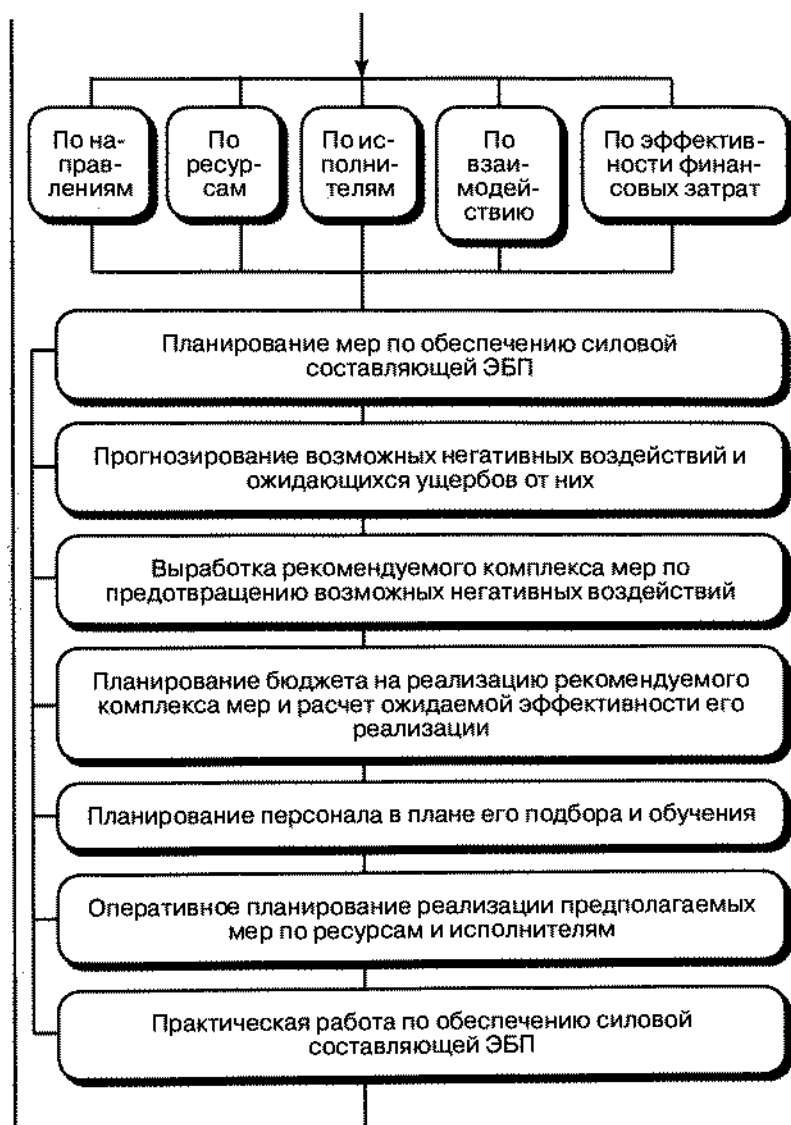 По на-
прав-
лениям
По
ресур-
сам
По ис-
полни-
телям
По
взаи-
модей-
ствию
По эффектив-
ности финан-
совых затрат
Планирование мер по обеспечению силовой
составляющей ЭБП
Прогнозирование возможных негативных воздействий и
ожидающихся ущербов от них
Выработка рекомендуемого комплекса мер по
предотвращению возможных негативных воздействий
Планирование бюджета на реализацию рекомендуемого
комплекса мер и расчет ожидаемой эффективности его
реализации
Планирование персонала в плане его подбора и обучения
Оперативное планирование реализации предполагаемых
мер по ресурсам и исполнителям
Практическая работа по обеспечению силовой
составляющей ЭБП